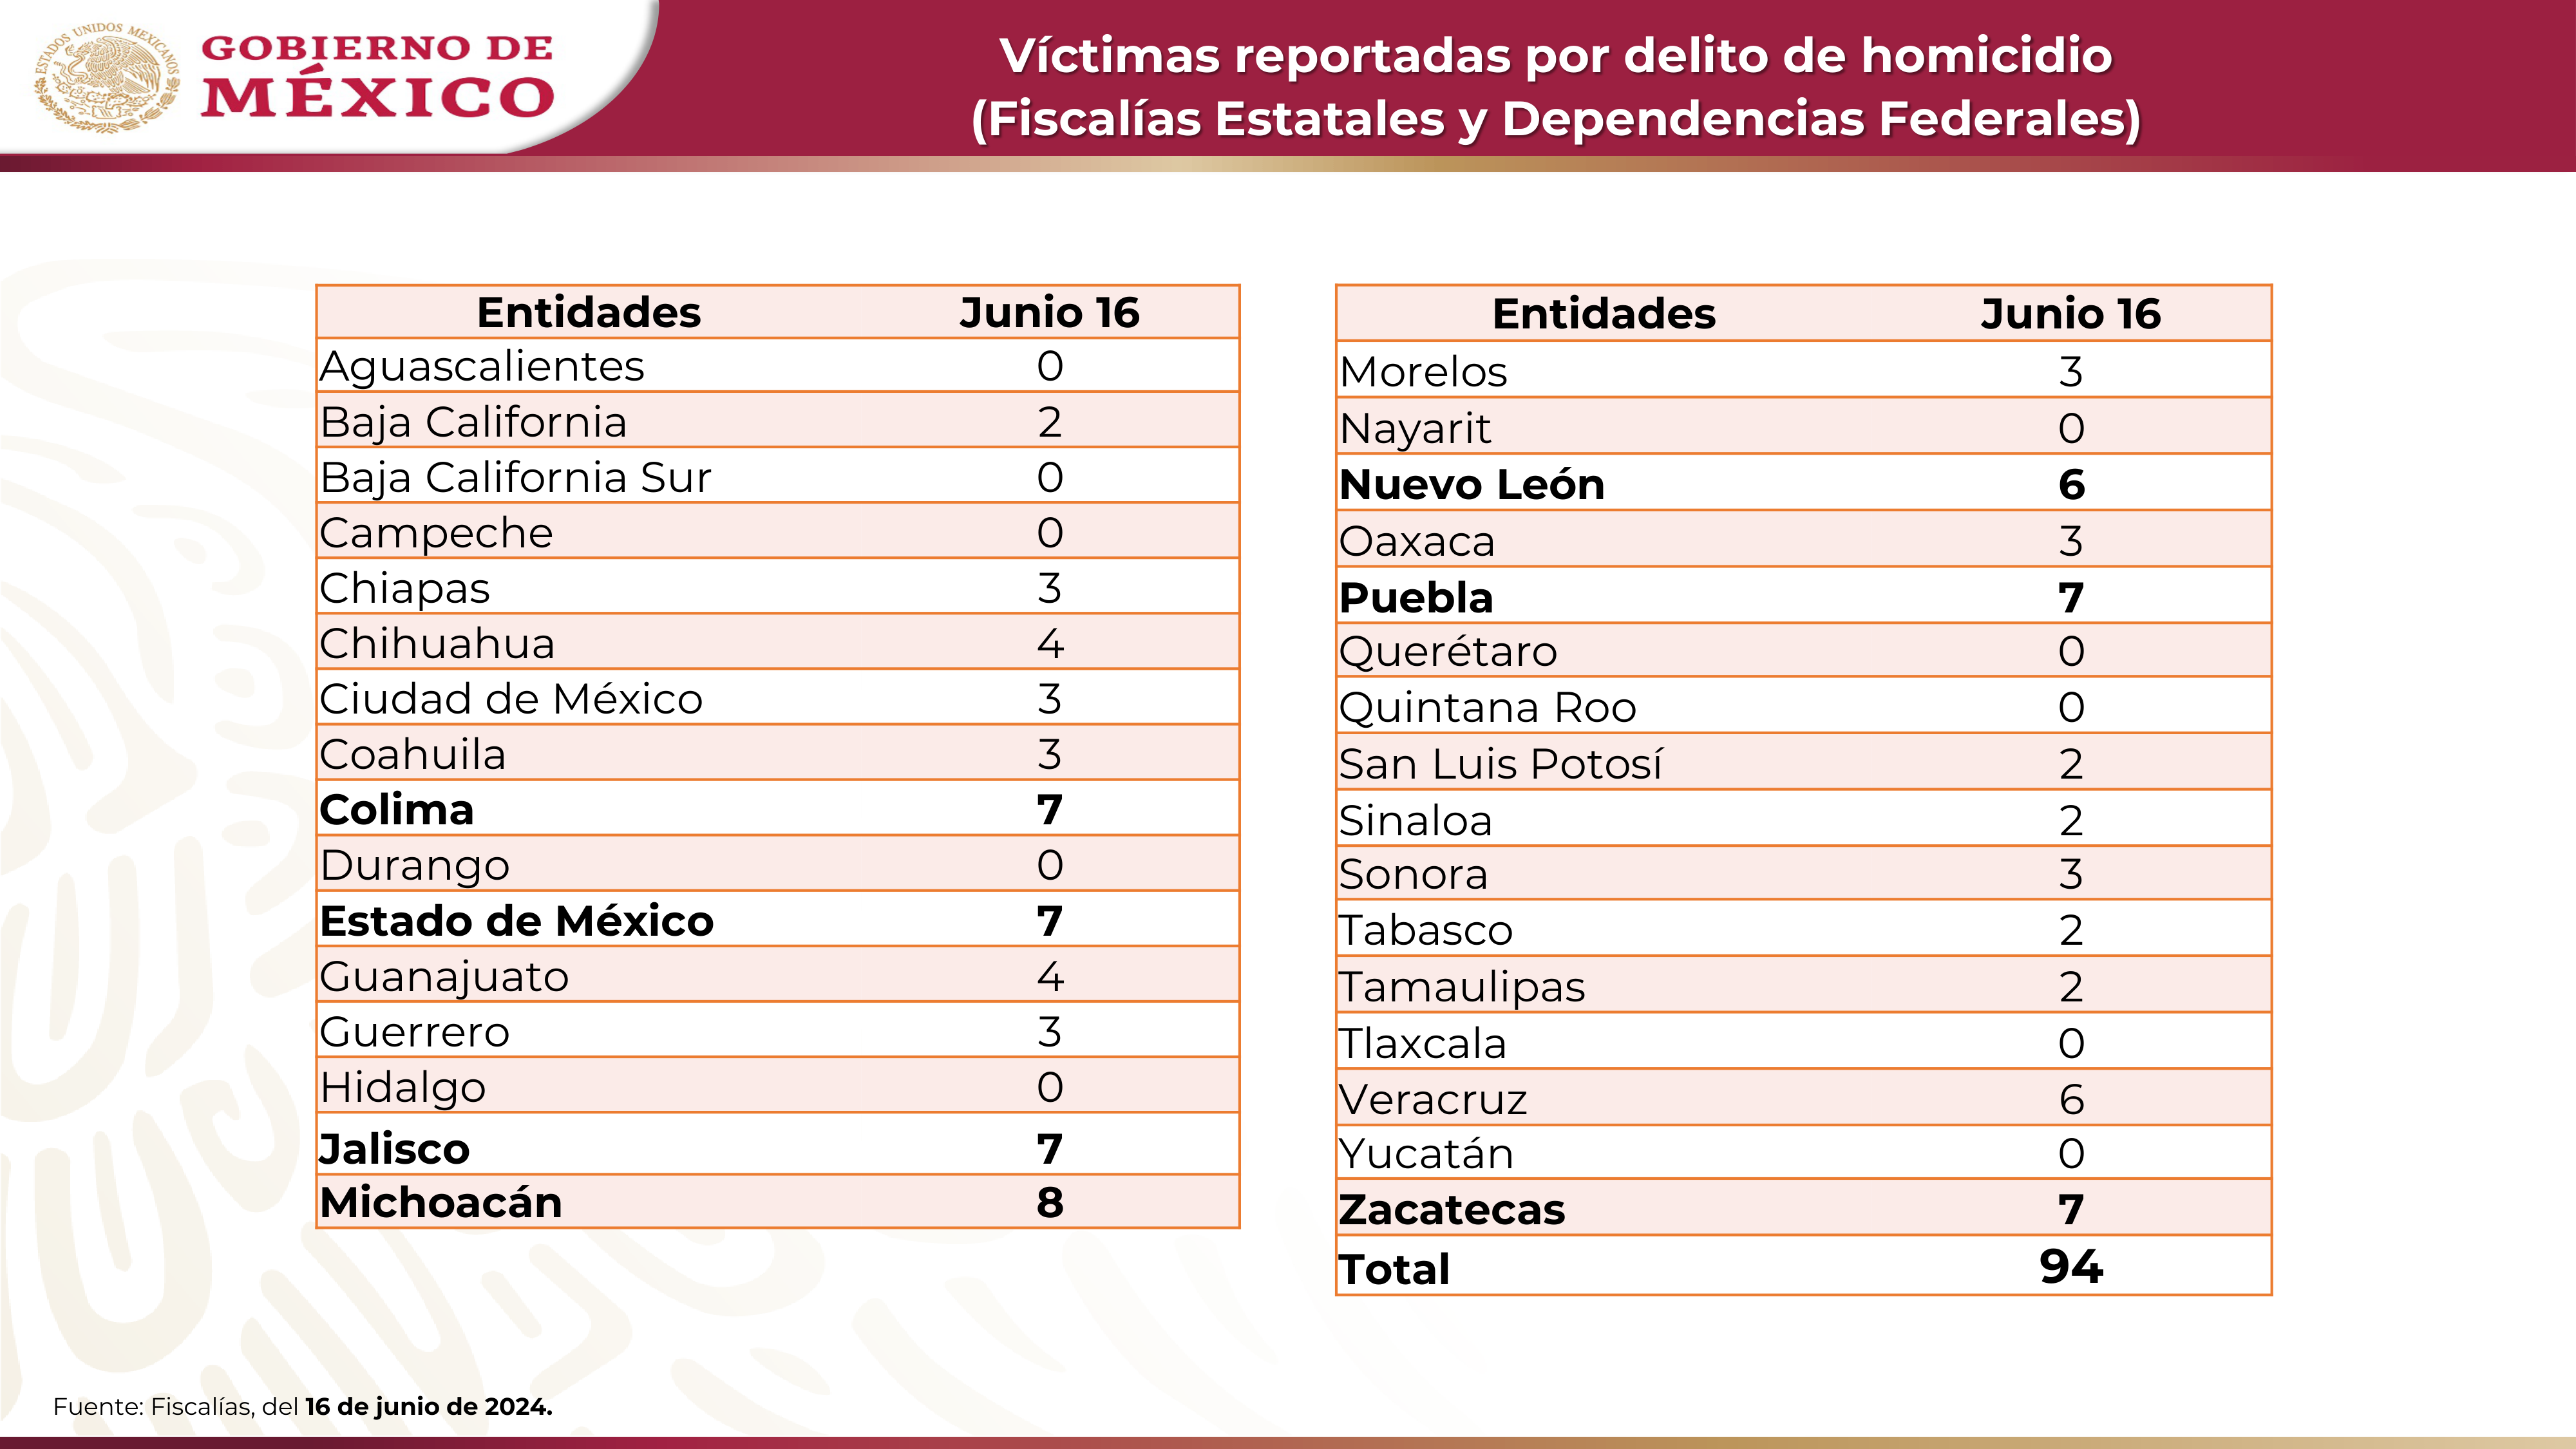 ESTADOS UNIDOS MEXICANOS
GOBIERNO DE
MÉXICO
Víctimas reportadas por delito de homicidio
(Fiscalías Estatales y Dependencias Federales)
Entidades Junio 16
Aguascalientes 0
Baja California 2
Baja California Sur 0
Campeche 0
Chiapas 3
Chihuahua 4
Ciudad de México 3
Coahuila 3
Colima 7
Durango 0
Estado de México 7
Guanajuato 4
Guerrero 3
Hidalgo 0
Jalisco 7
Michoacán 8
Entidades Junio 16
Morelos 3
Nayarit 0
Nuevo León 6
Oaxaca 3
Puebla 7
Querétaro 0
Quintana Roo 0
San Luis Potosí 2
Sinaloa 2
Sonora 3
Tabasco 2
Tamaulipas 2
Tlaxcala 0
Veracruz 6
Yucatán 0
Zacatecas 7
Total 94
Fuente: Fiscalías, del 16 de junio de 2024.